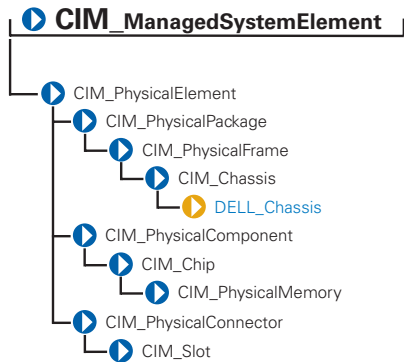 CIM_ManagedSystemElement
CIM_PhysicalElement
CIM_PhysicalPackage
CIM_PhysicalFrame
CIM_Chassis
DELL_Chassis
CIM_PhysicalComponent
CIM_Chip
CIM_PhysicalMemory
CIM_PhysicalConnector
CIM_Slot